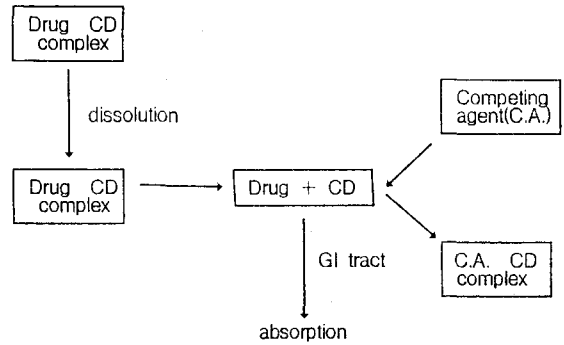 Drug CD
complex
dissolution
Competing
agent(C.A.)
Drug CD
complex
Drug + CD
GI tract
C.A. CD
complex
absorption